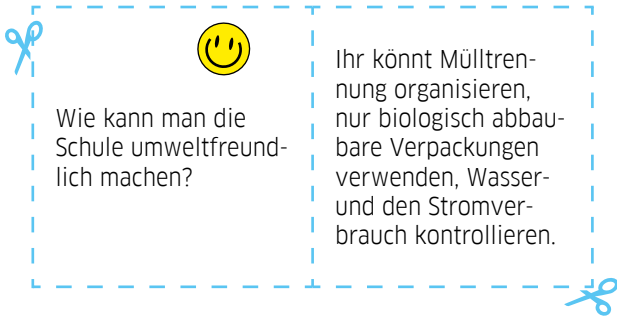 Wie kann man die
Schule umweltfreund-
lich machen?
Ihr könnt Mülltren-
nung organisieren,
nur biologisch abbau-
bare Verpackungen
verwenden, Wasser-
und den Stromver-
brauch kontrollieren.